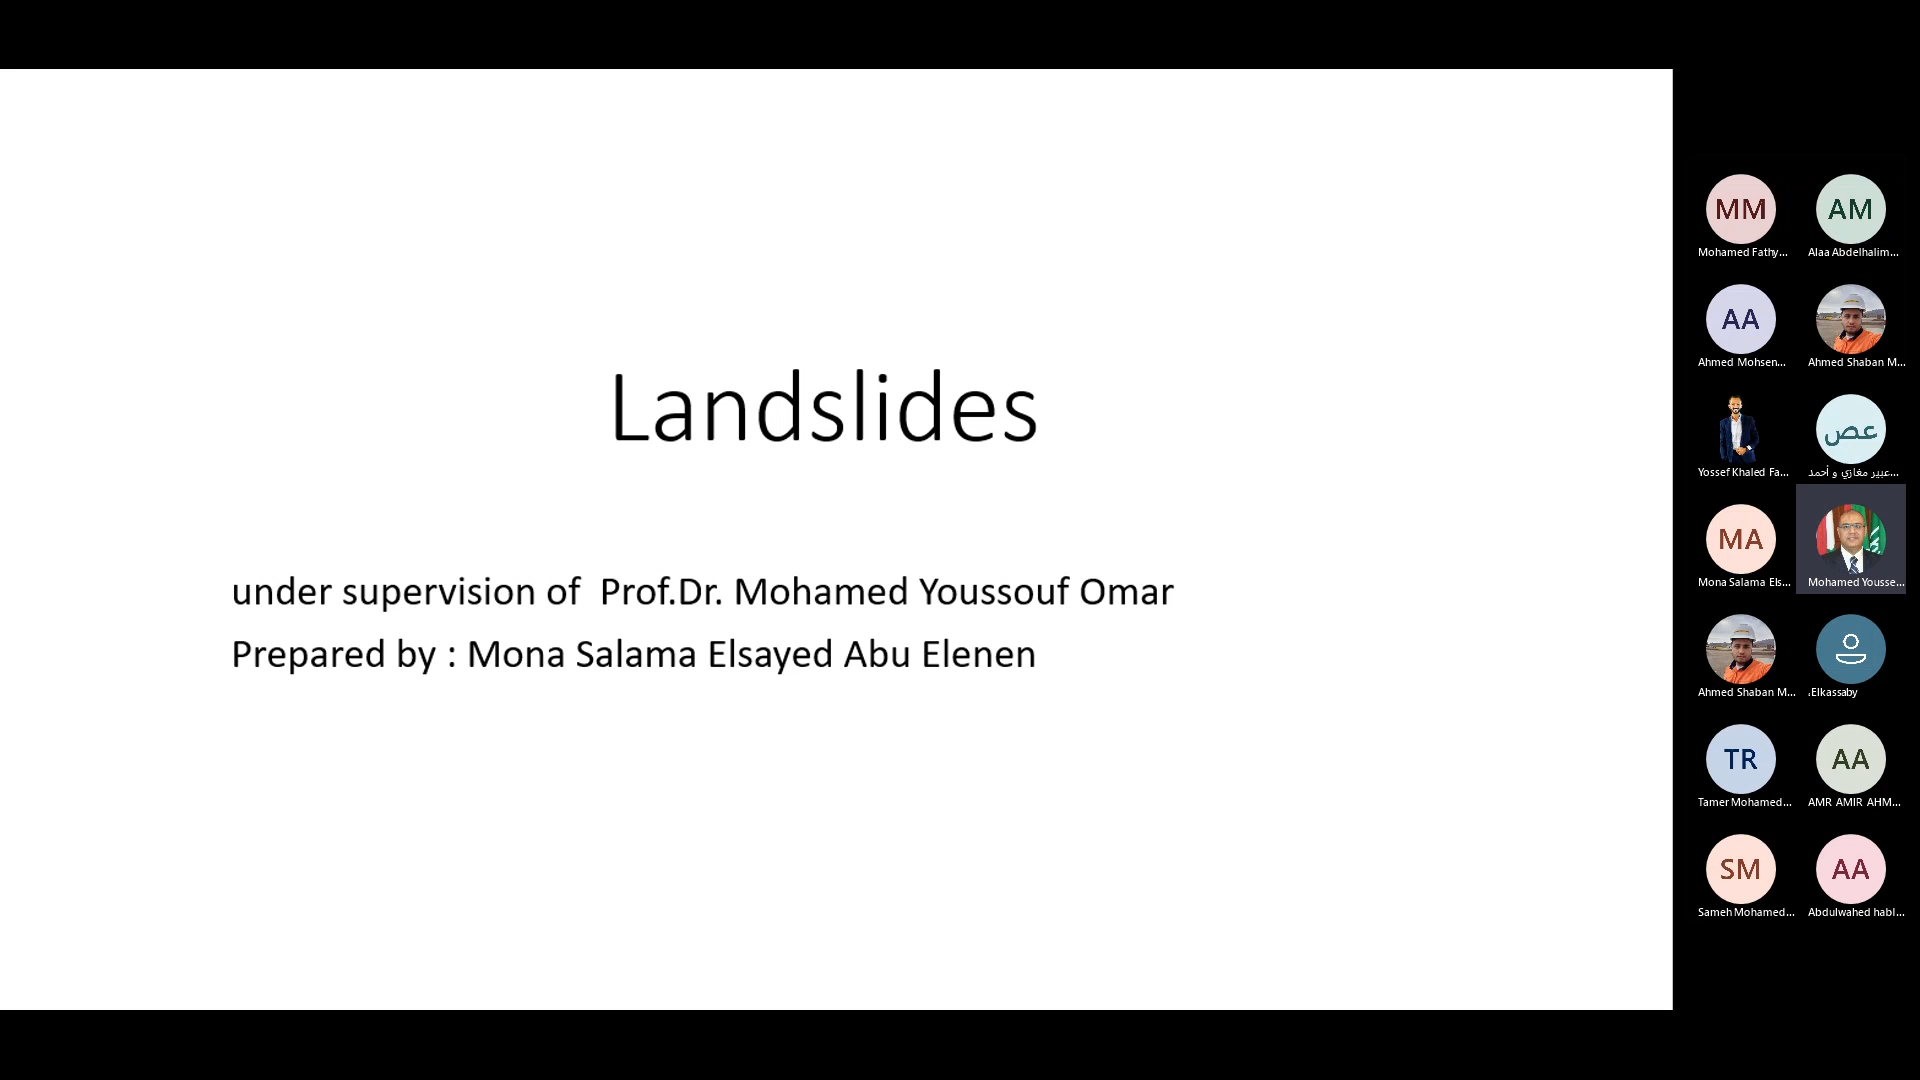 Landslides
under supervision of  Prof.Dr. Mohamed Youssouf Omar
Prepared by : Mona Salama Elsayed Abu Elenen
MM
AM
Mohamed Fathy...
Alaa Abdelhalim...
AA
Ahmed Mohsen...
Ahmed Shaban M...
عص
Yossef Khaled Fa...
عبير مغازي و أحمد...
MA
Mona Salama Els...
Mohamed Yousse...
Ahmed Shaban M...
،Elkassaby
TR
AA
Tamer Mohamed...
AMR AMIR AHM...
SM
AA
Sameh Mohamed...
Abdulwahed habl...